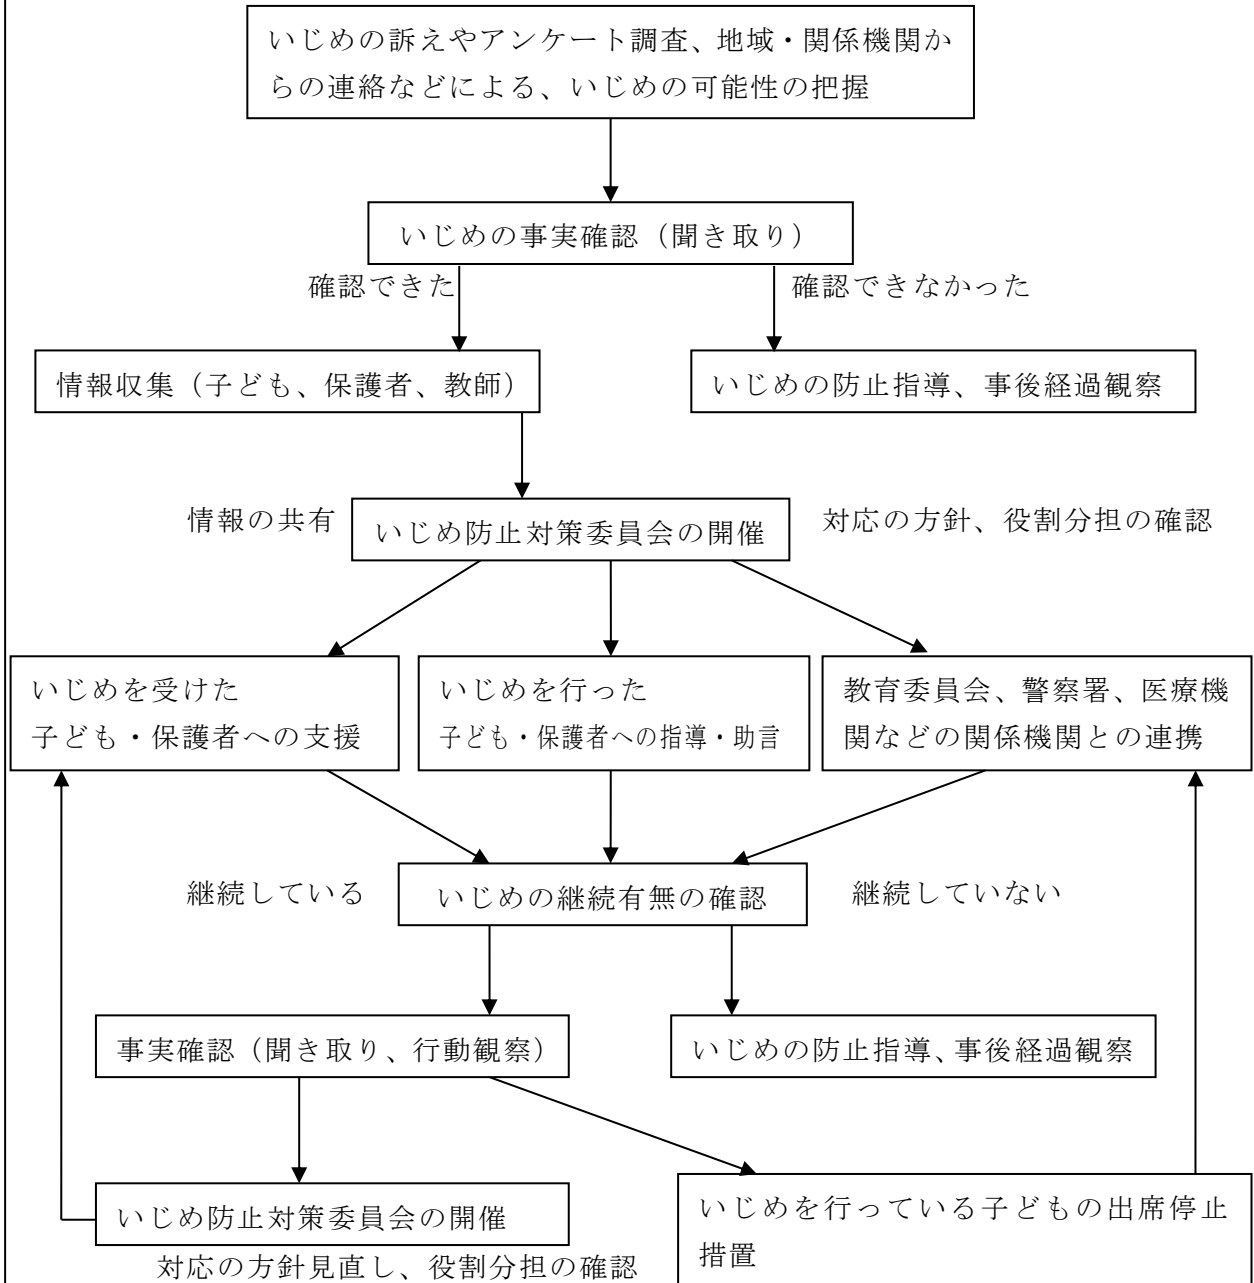 いじめの訴えやアンケート調査、地域・関係機関か
らの連絡などによる、いじめの可能性の把握
いじめの事実確認（聞き取り）
確認できた
確認できなかった
情報収集（子ども、保護者、教師）
いじめの防止指導、事後経過観察
情報の共有
いじめ防止対策委員会の開催
対応の方針、役割分担の確認
いじめを受けた
子ども・保護者への支援
いじめを行った
子ども・保護者への指導・助言
教育委員会、警察署、医療機
関などの関係機関との連携
継続している
いじめの継続有無の確認
継続していない
事実確認（聞き取り、行動観察）
いじめの防止指導、事後経過観察
いじめ防止対策委員会の開催
対応の方針見直し、役割分担の確認
いじめを行っている子どもの出席停止
措置